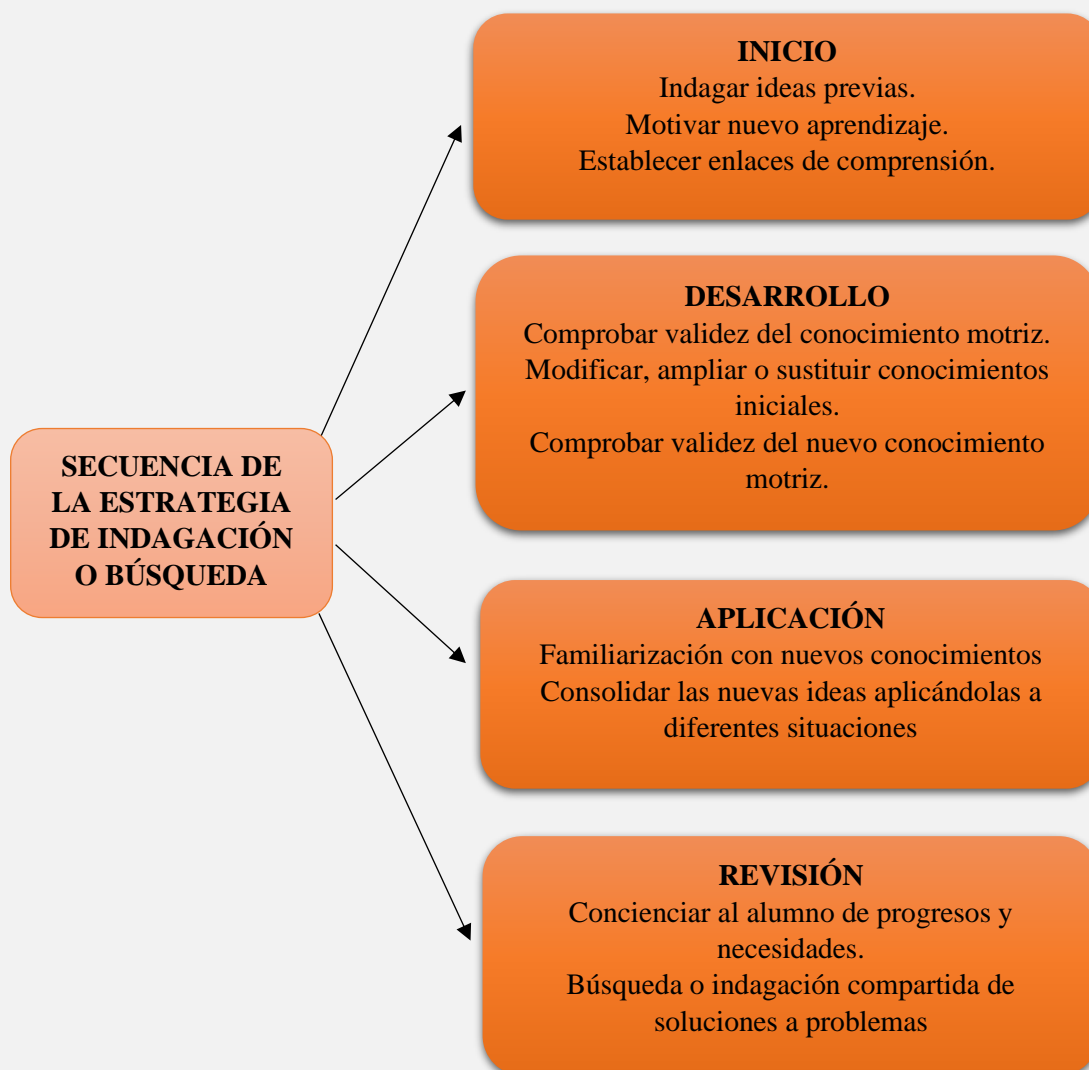 SECUENCIA DE
LA ESTRATEGIA
DE INDAGACIÓN
O BÚSQUEDA
INICIO
Indagar ideas previas.
Motivar nuevo aprendizaje.
Establecer enlaces de comprensión.
DESARROLLO
Comprobar validez del conocimiento motriz.
Modificar, ampliar o sustituir conocimientos
iniciales.
Comprobar validez del nuevo conocimiento
motriz.
APLICACIÓN
Familiarización con nuevos conocimientos
Consolidar las nuevas ideas aplicándolas a
diferentes situaciones
REVISIÓN
Concienciar al alumno de progresos y
necesidades.
Búsqueda o indagación compartida de
soluciones a problemas